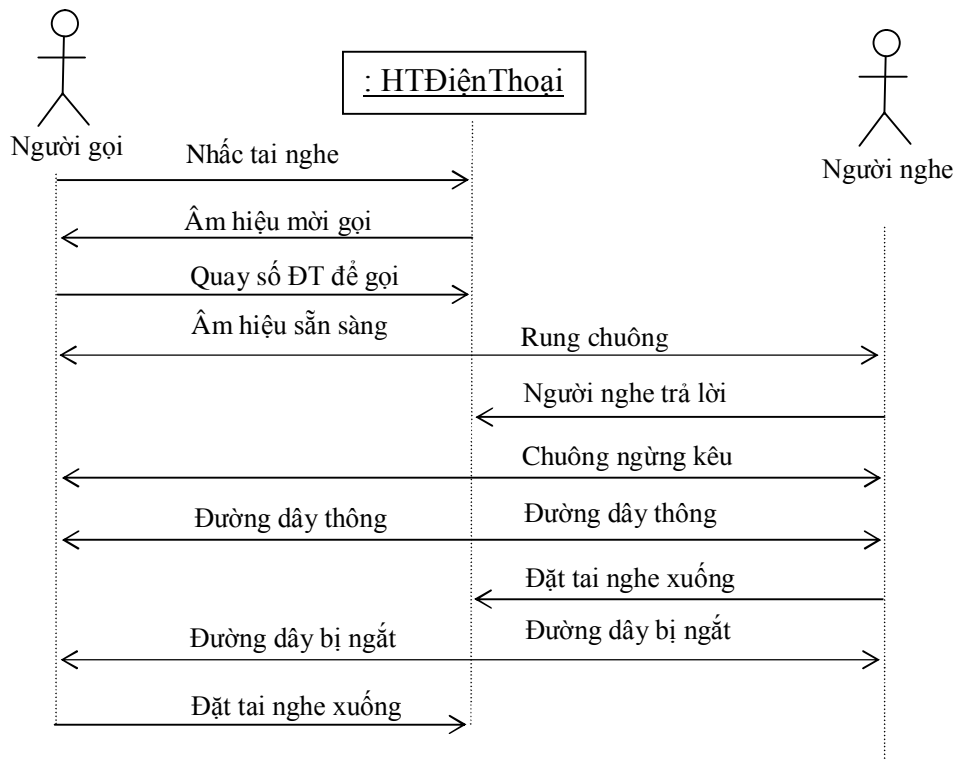 : HTĐiệnThoại
Người gọi
Người nghe
Nhấc tai nghe
Âm hiệu mời gọi
Quay số ĐT để gọi
Âm hiệu sẵn sàng
Rung chuông
Người nghe trả lời
Chuông ngừng kêu
Đường dây thông
Đường dây thông
Đặt tai nghe xuống
Đường dây bị ngắt
Đường dây bị ngắt
Đặt tai nghe xuống